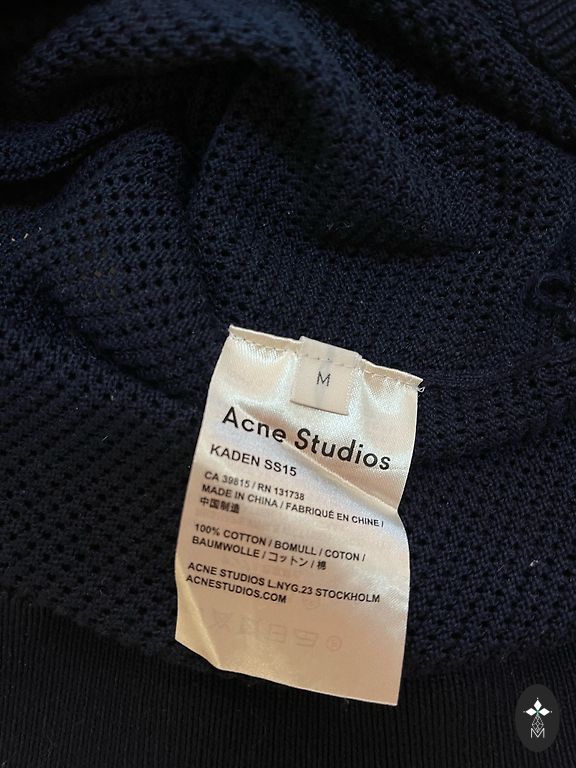 M
Acne Studios
KADEN SS15
CA 39815 / RN 131738
MADE IN CHINA / FABRIQUÉ EN CHINE /
中国制造
100% COTTON / BOMULL / COTON /
BAUMWOLLE / コットン / 棉
ACNE STUDIOS L.NYG.23 STOCKHOLM
ACNESTUDIOS.COM
M